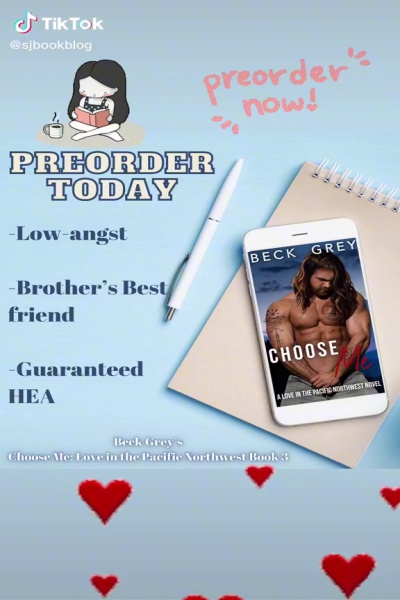 TikTok
@sjbookblog
preorder
now!
PREORDER
TODAY
-Low-angst
-Brother's Best
friend
-Guaranteed
HEA
BECK GREY
CHOOSE
Me
A LOVE IN THE PACIFIC NORTHWEST NOVEL
Beck Grey's
Choose Me: Love in the Pacific Northwest Book 3